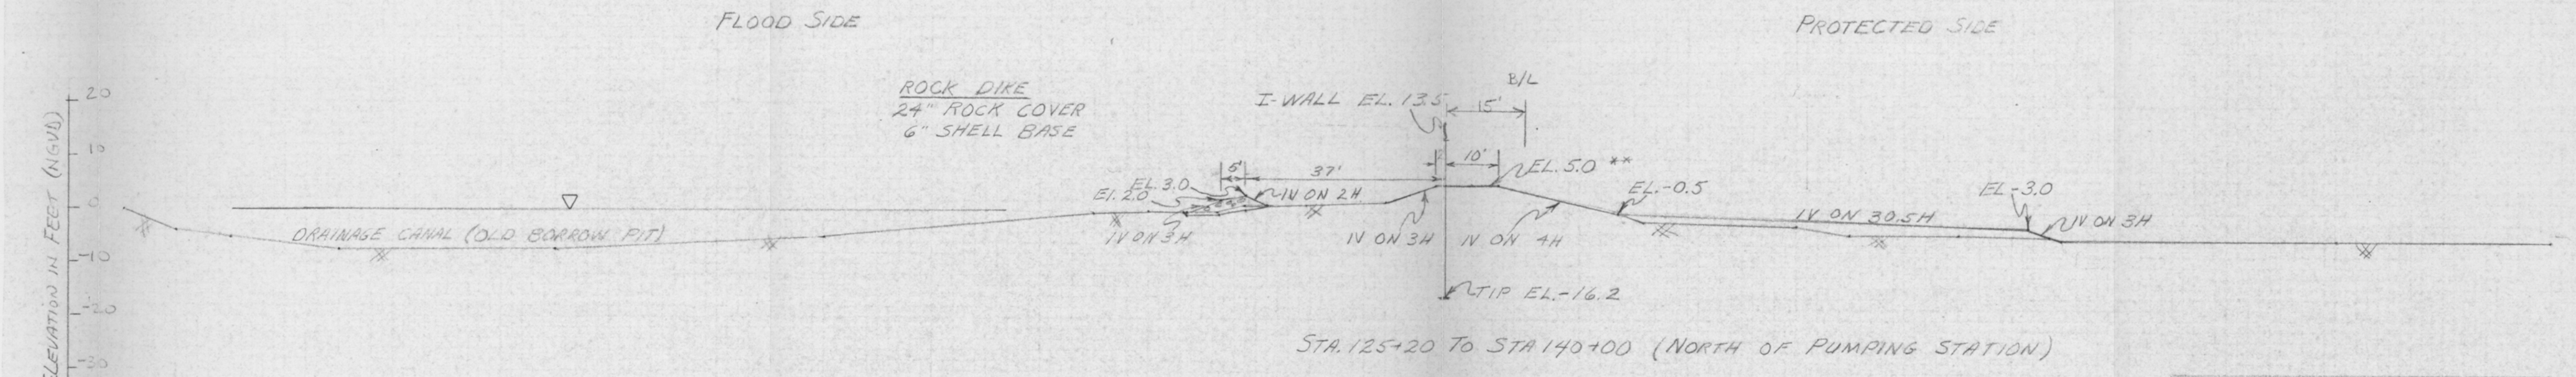 FLOOD SIDE
PROTECTED SIDE
B/L
ROCK DIKE
24" ROCK COVER
6" SHELL BASE
I-WALL EL. 13.5
15'
20
10
0
-10
-20
-30
ELEVATION IN FEET (NGVD)
5'
37'
10'
EL. 5.0 **
EL. 3.0
El. 2.0
1V ON 2H
EL.-0.5
EL-3.0
1V ON 30.5H
1V ON 3H
DRAINAGE CANAL (OLD BORROW PIT)
1V ON 3H
1V ON 3H
1V ON 4H
TIP EL.-16.2
STA. 125+20 TO STA 140+00 (NORTH OF PUMPING STATION)